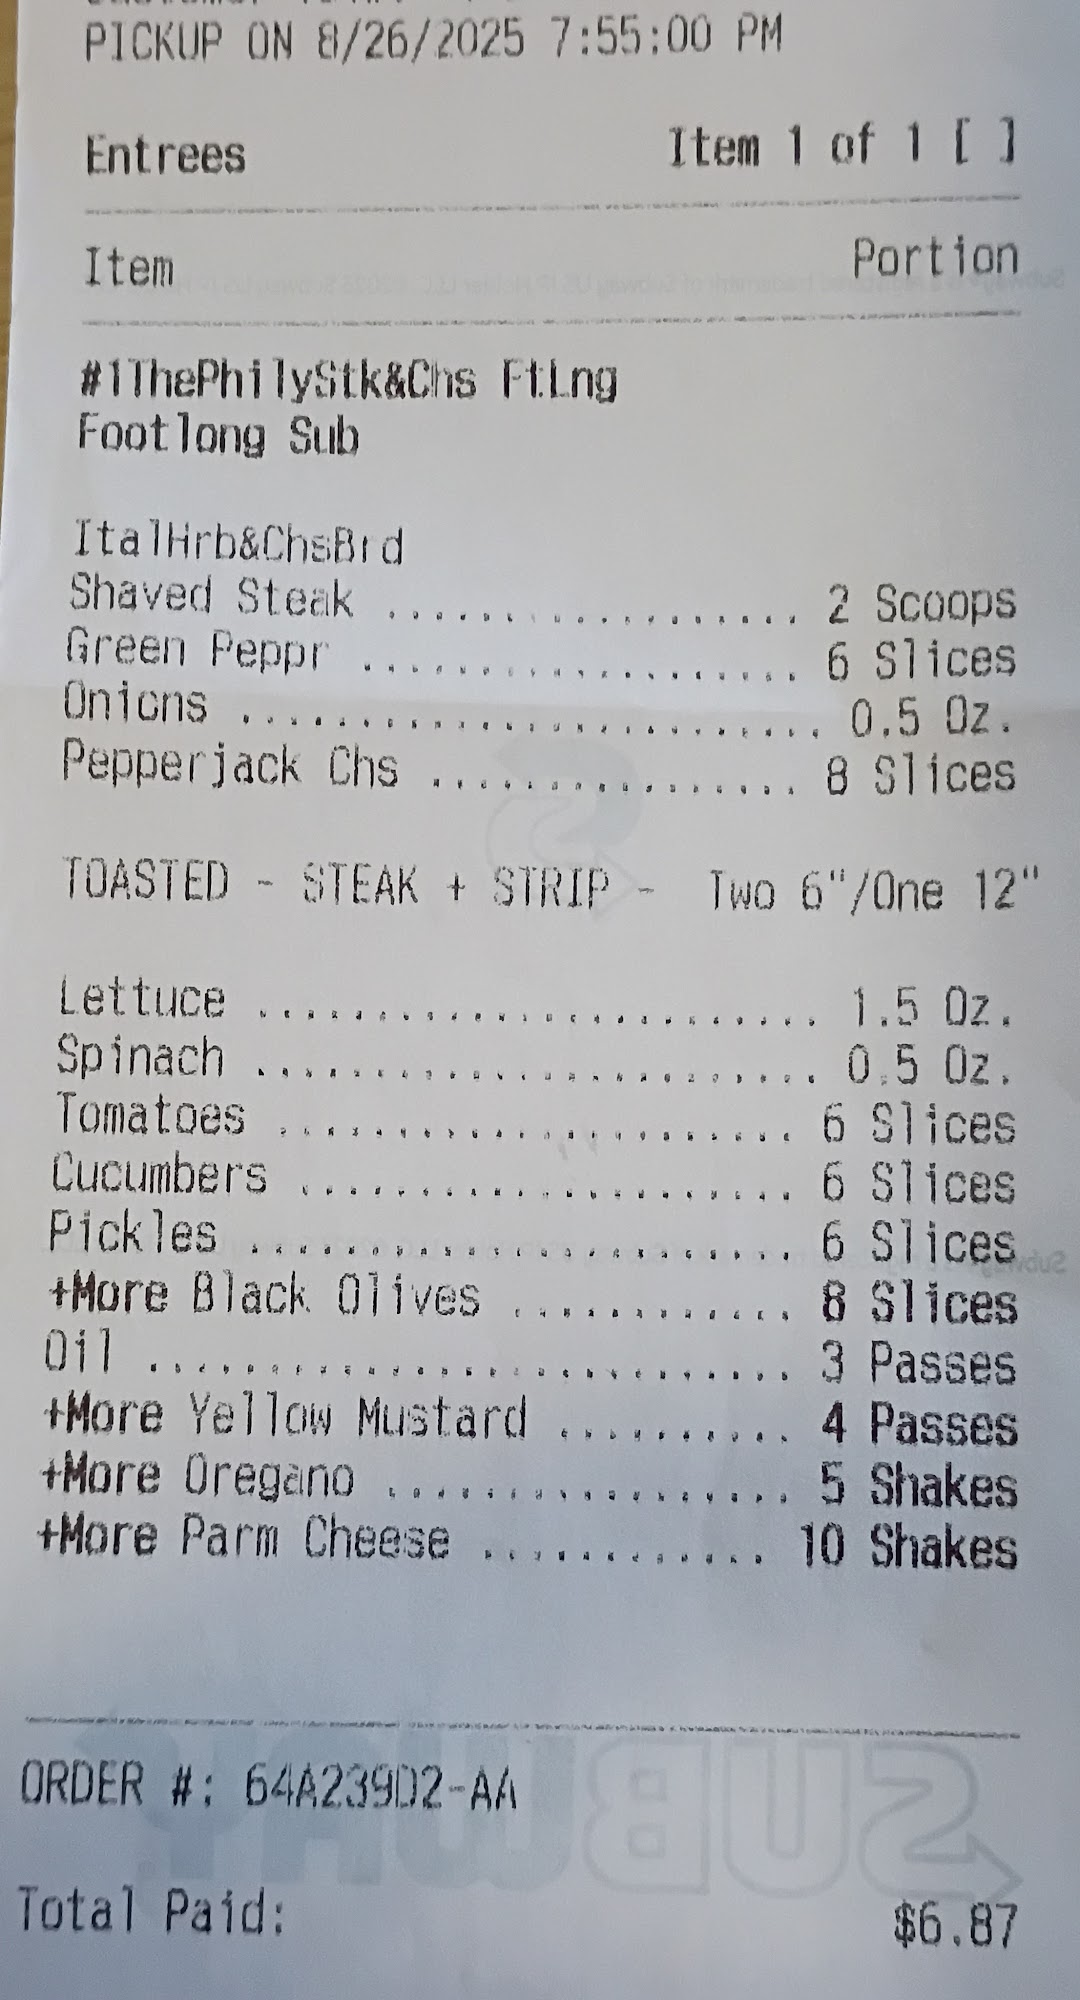 PICKUP ON 8/26/2025 7:55:00 PM
Entrees Item 1 of 1 [ ]
Item Portion
#1ThePhilyStk&Chs FtLng
Footlong Sub
ItalHrb&ChsBrd
Shaved Steak .................. 2 Scoops
Green Peppr ................... 6 Slices
Onions ........................ 0.5 Oz.
Pepperjack Chs ................ 8 Slices
TOASTED - STEAK + STRIP - Two 6"/One 12"
Lettuce ........................ 1.5 Oz.
Spinach ........................ 0.5 Oz.
Tomatoes ...................... 6 Slices
Cucumbers ..................... 6 Slices
Pickles ....................... 6 Slices
+More Black Olives ............ 8 Slices
Oil ........................... 3 Passes
+More Yellow Mustard .......... 4 Passes
+More Oregano ................. 5 Shakes
+More Parm Cheese ............ 10 Shakes
ORDER #: 64A239D2-AA
SUBWAY
Total Paid: $6.87